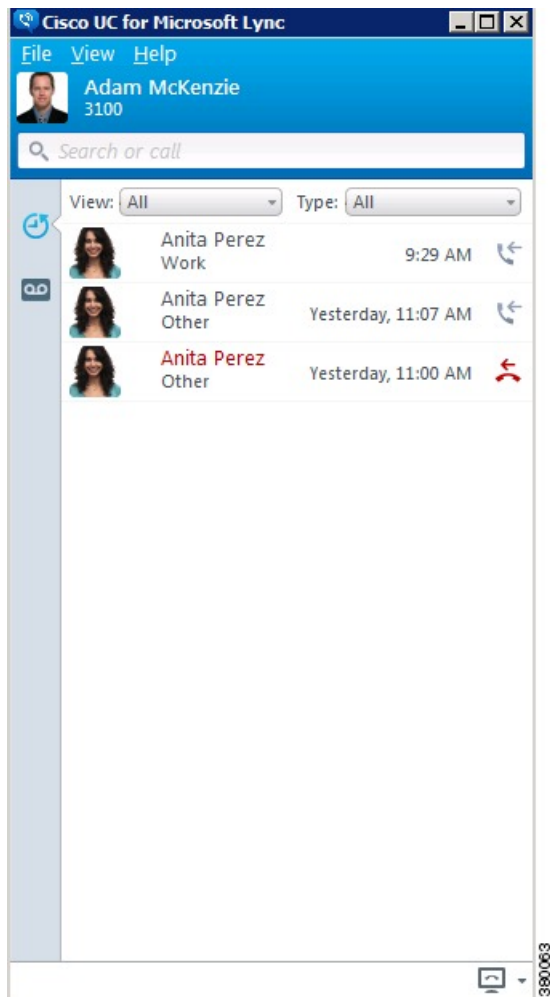 Cisco UC for Microsoft Lync
File View Help
Adam McKenzie
3100
Search or call
View: All Type: All
Anita Perez
Work 9:29 AM
Anita Perez
Other Yesterday, 11:07 AM
Anita Perez
Other Yesterday, 11:00 AM
380063